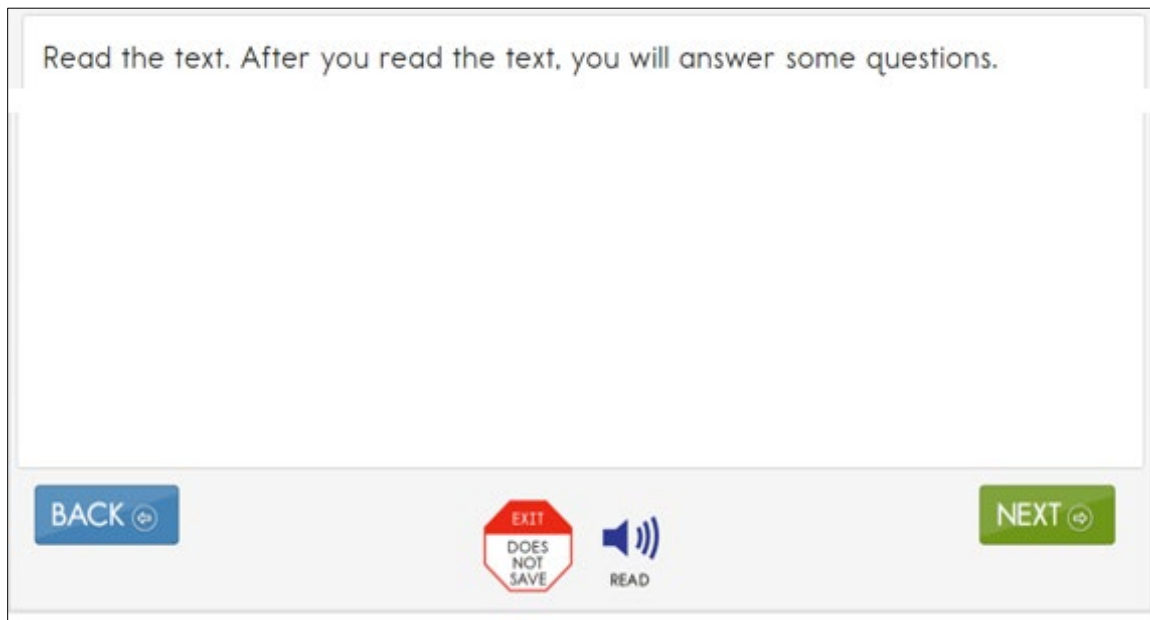 Read the text. After you read the text, you will answer some questions.
BACK
EXIT
DOES
NOT
SAVE
READ
NEXT